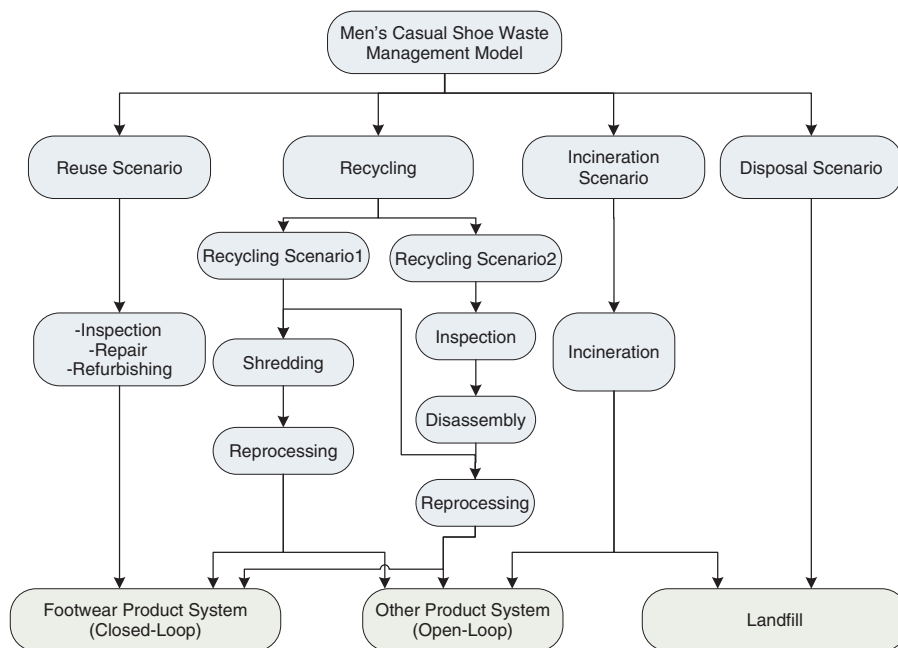 Men's Casual Shoe Waste
Management Model
Reuse Scenario
Recycling
Incineration
Scenario
Disposal Scenario
Recycling Scenario1
Recycling Scenario2
-Inspection
-Repair
-Refurbishing
Shredding
Inspection
Incineration
Disassembly
Reprocessing
Reprocessing
Footwear Product System
(Closed-Loop)
Other Product System
(Open-Loop)
Landfill